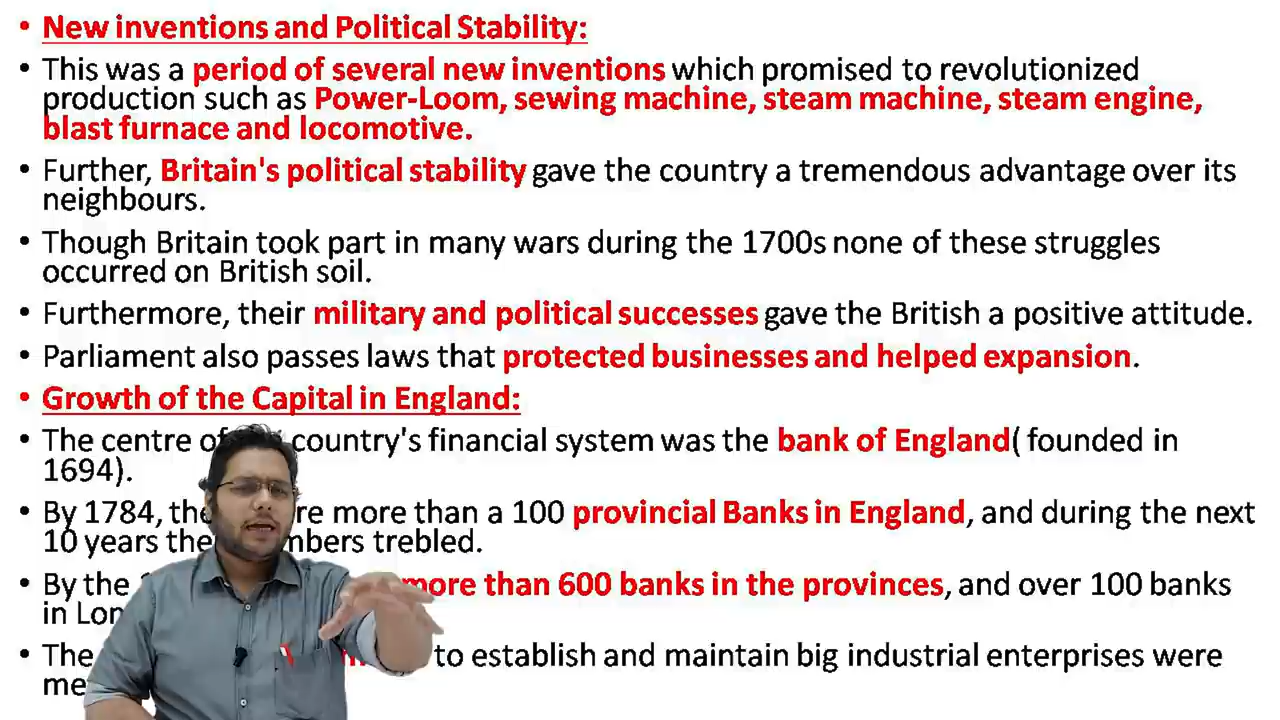 • New inventions and Political Stability:
• This was a period of several new inventions which promised to revolutionized
production such as Power-Loom, sewing machine, steam machine, steam engine,
blast furnace and locomotive.
• Further, Britain's political stability gave the country a tremendous advantage over its
neighbours.
• Though Britain took part in many wars during the 1700s none of these struggles
occurred on British soil.
• Furthermore, their military and political successes gave the British a positive attitude.
• Parliament also passes laws that protected businesses and helped expansion.
• Growth of the Capital in England:
• The centre of country's financial system was the bank of England( founded in
1694).
• By 1784, more than a 100 provincial Banks in England, and during the next
10 years trebled.
• By the more than 600 banks in the provinces, and over 100 banks
in
• The to establish and maintain big industrial enterprises were